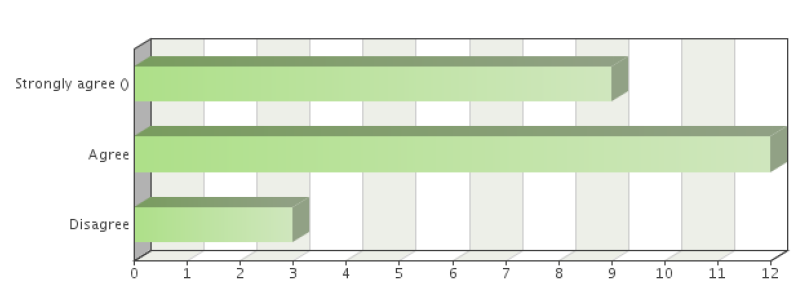 Strongly agree ()
Agree
Disagree
0 1 2 3 4 5 6 7 8 9 10 11 12